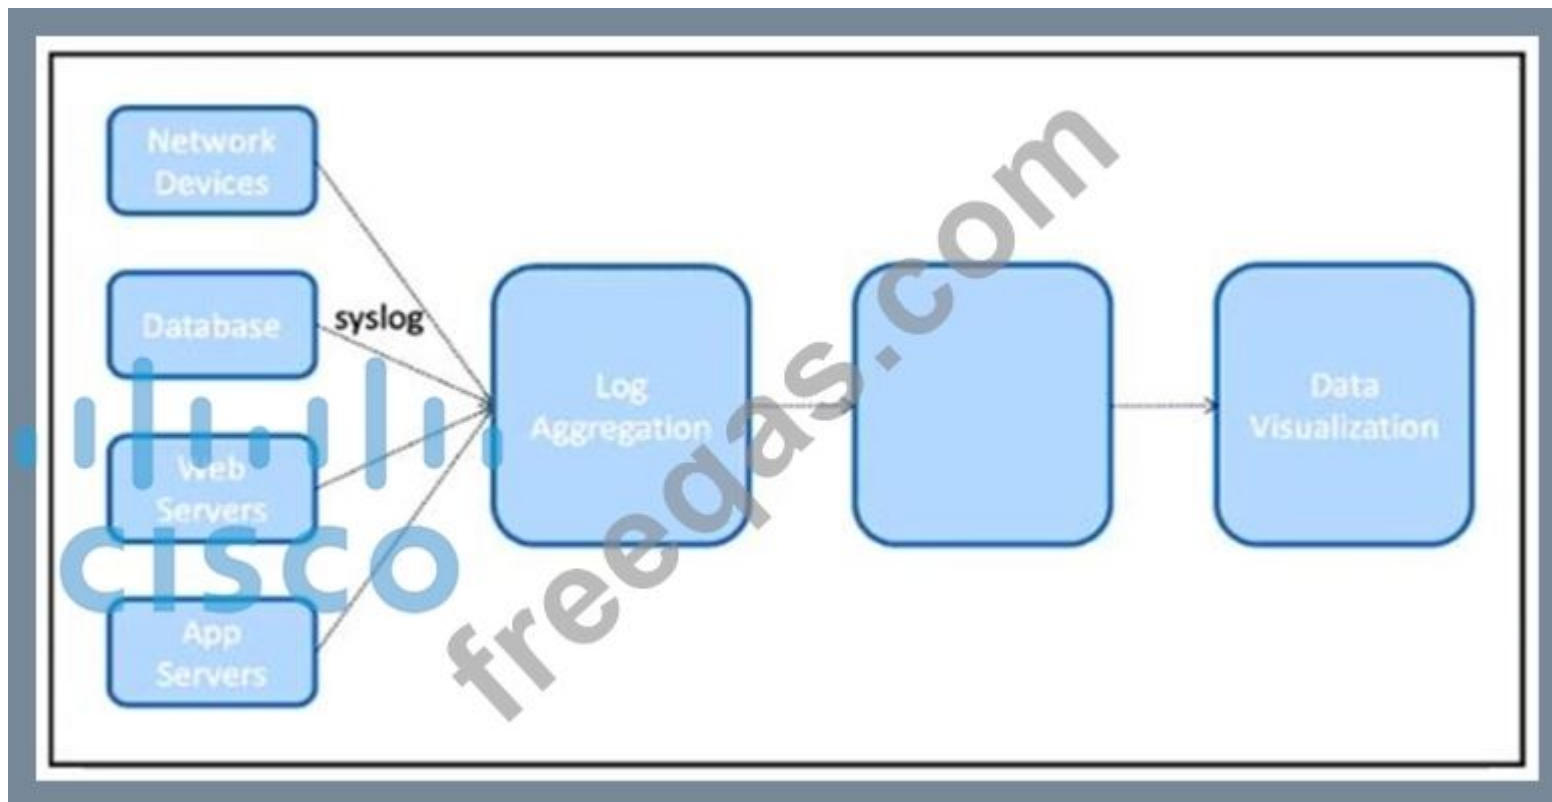 Network
Devices
Database
syslog
Web
Servers
App
Servers
Log
Aggregation
Data
Visualization
CISCO
freeqas.com